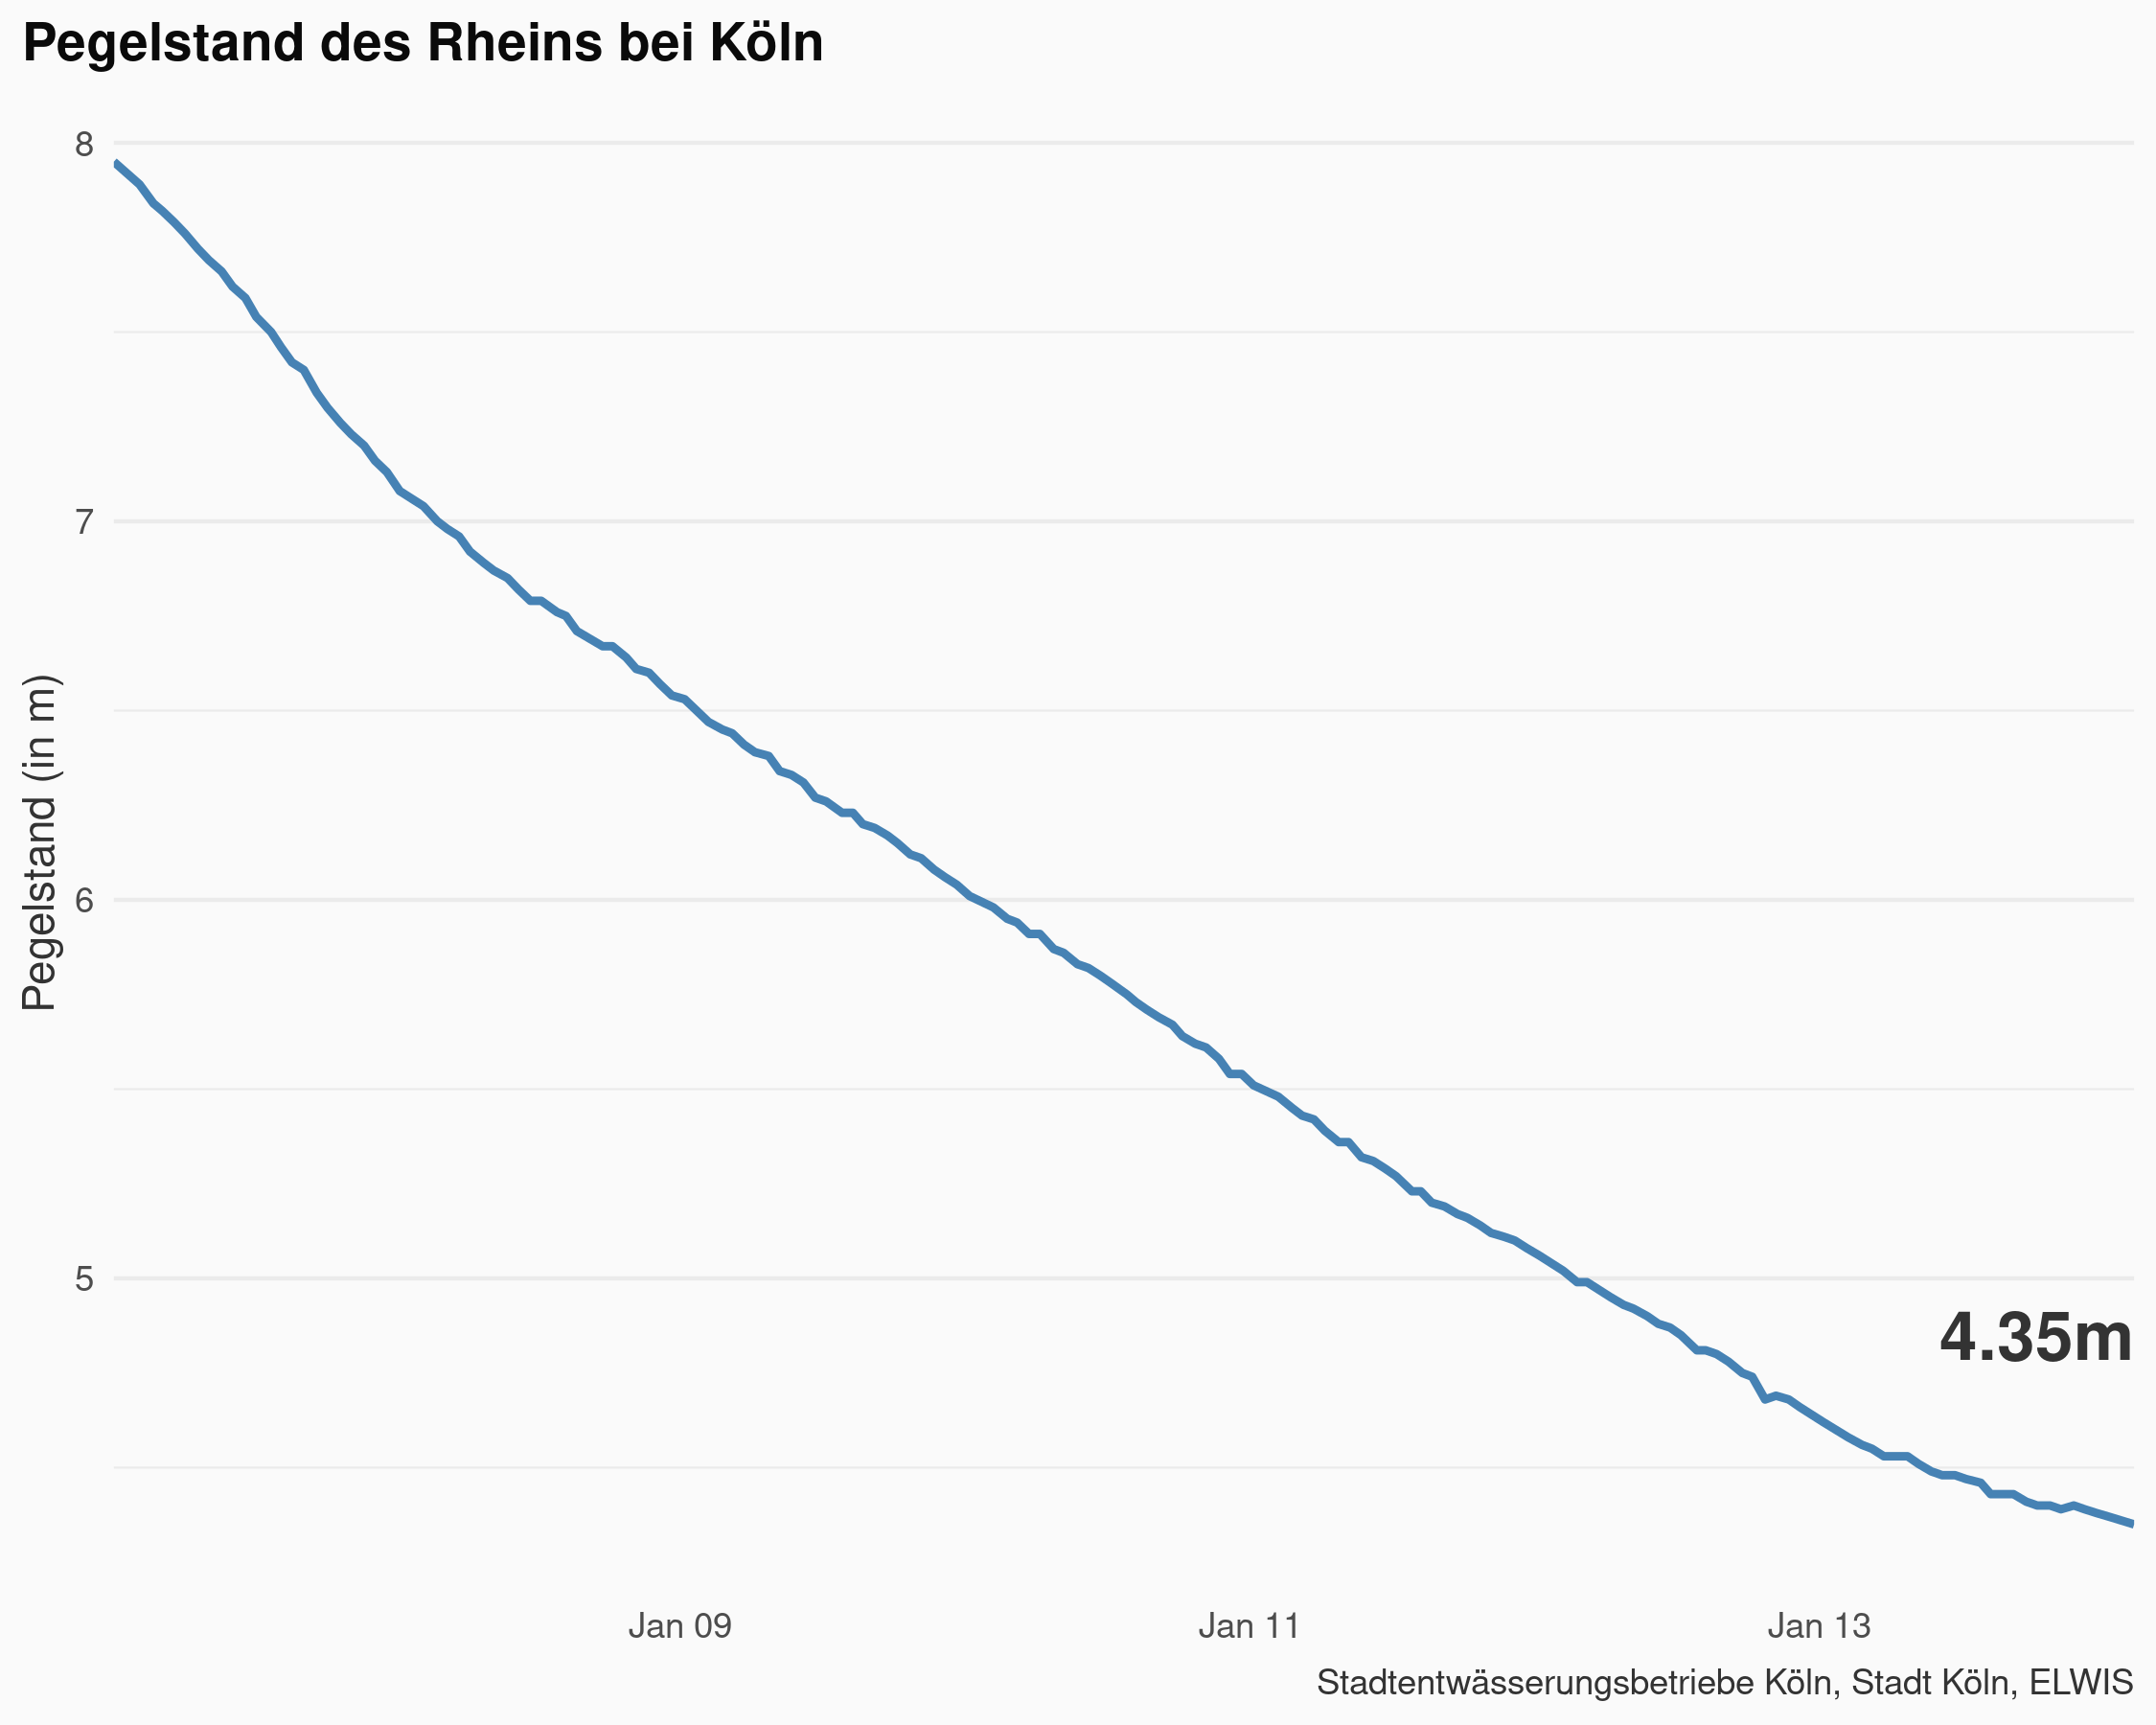 Pegelstand des Rheins bei Köln
8
7
6
5
Pegelstand (in m)
4.35m
Jan 09
Jan 11
Jan 13
Stadtentwässerungsbetriebe Köln, Stadt Köln, ELWIS